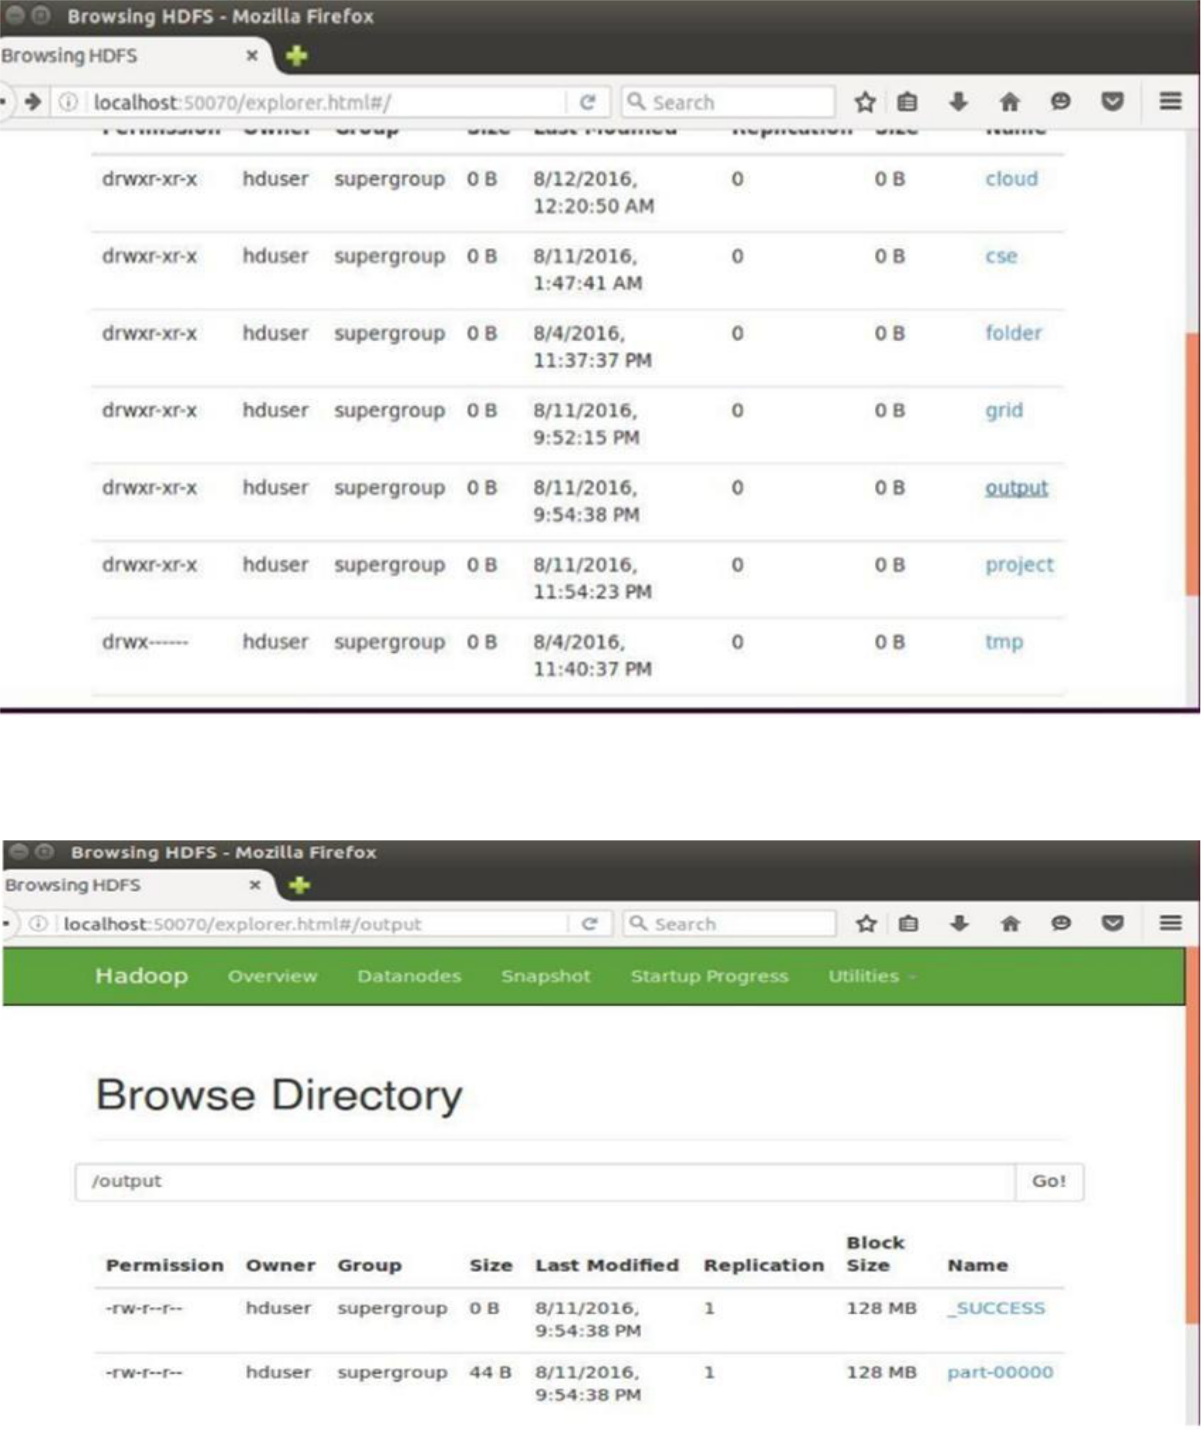 Browsing HDFS - Mozilla Firefox
Browsing HDFS ×
localhost:50070/explorer.html#/ Search
Permission Owner Group Size Last Modified Replication Size Name
drwxr-xr-x hduser supergroup 0 B 8/12/2016, 0 0 B cloud
12:20:50 AM
drwxr-xr-x hduser supergroup 0 B 8/11/2016, 0 0 B cse
1:47:41 AM
drwxr-xr-x hduser supergroup 0 B 8/4/2016, 0 0 B folder
11:37:37 PM
drwxr-xr-x hduser supergroup 0 B 8/11/2016, 0 0 B grid
9:52:15 PM
drwxr-xr-x hduser supergroup 0 B 8/11/2016, 0 0 B output
9:54:38 PM
drwxr-xr-x hduser supergroup 0 B 8/11/2016, 0 0 B project
11:54:23 PM
drwx------ hduser supergroup 0 B 8/4/2016, 0 0 B tmp
11:40:37 PM
Browsing HDFS - Mozilla Firefox
Browsing HDFS ×
localhost:50070/explorer.html#/output Search
Hadoop Overview Datanodes Snapshot Startup Progress Utilities
Browse Directory
/output Go!
Block
Permission Owner Group Size Last Modified Replication Size Name
-rw-r--r-- hduser supergroup 0 B 8/11/2016, 1 128 MB _SUCCESS
9:54:38 PM
-rw-r--r-- hduser supergroup 44 B 8/11/2016, 1 128 MB part-00000
9:54:38 PM